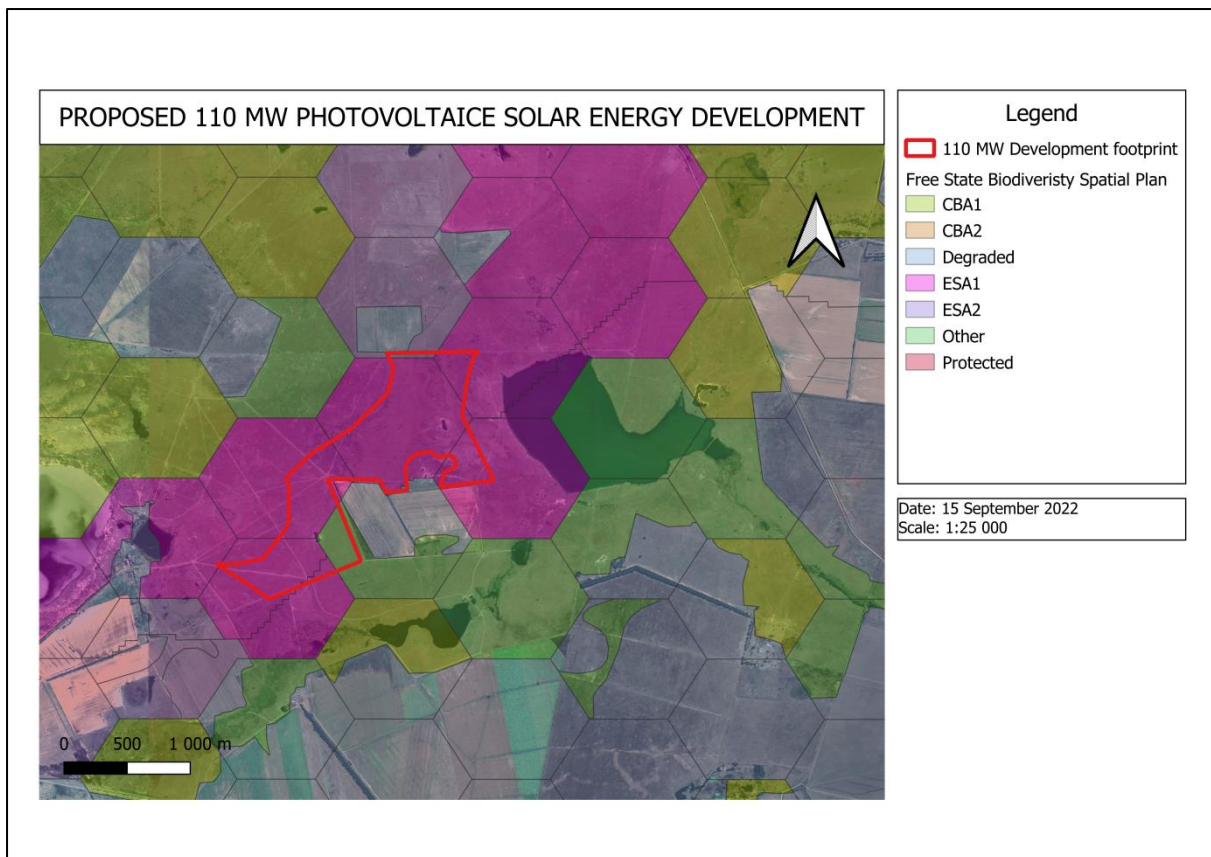 PROPOSED 110 MW PHOTOVOLTAICE SOLAR ENERGY DEVELOPMENT
0 500 1 000 m
Legend
110 MW Development footprint
Free State Biodiveristy Spatial Plan
CBA1
CBA2
Degraded
ESA1
ESA2
Other
Protected
Date: 15 September 2022
Scale: 1:25 000